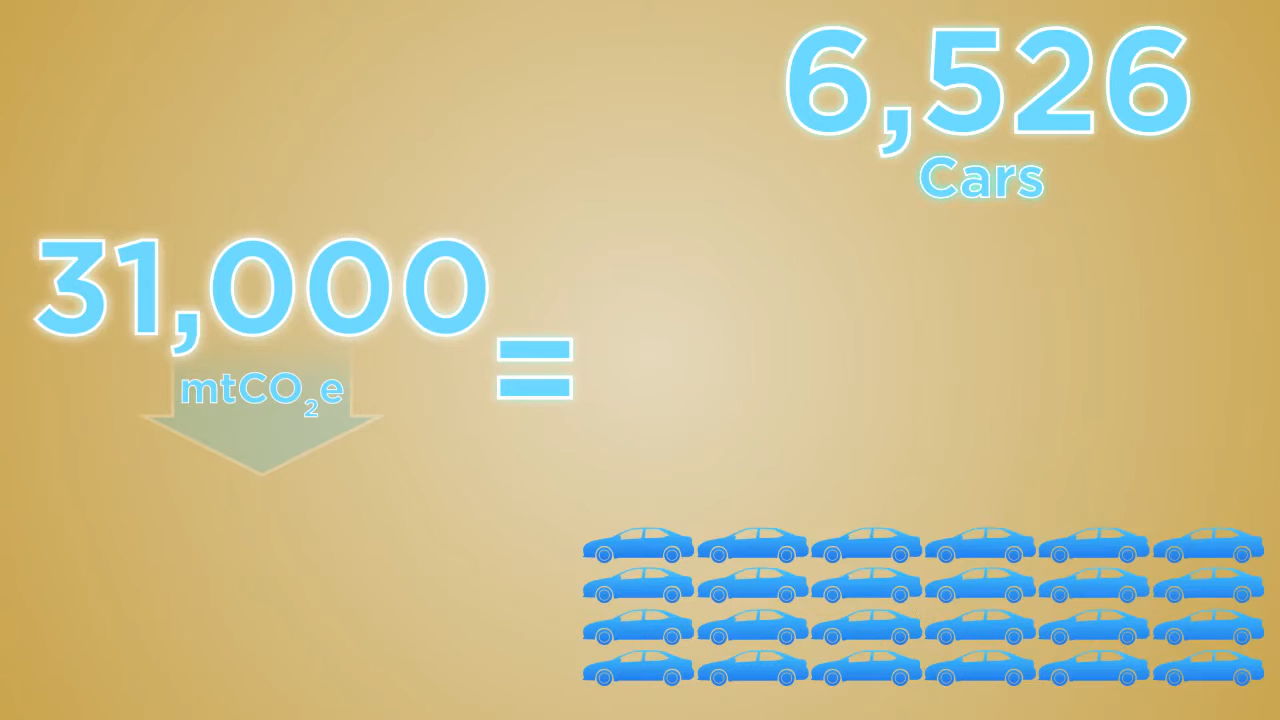 31,000
mtCO₂e
=
6,526
Cars